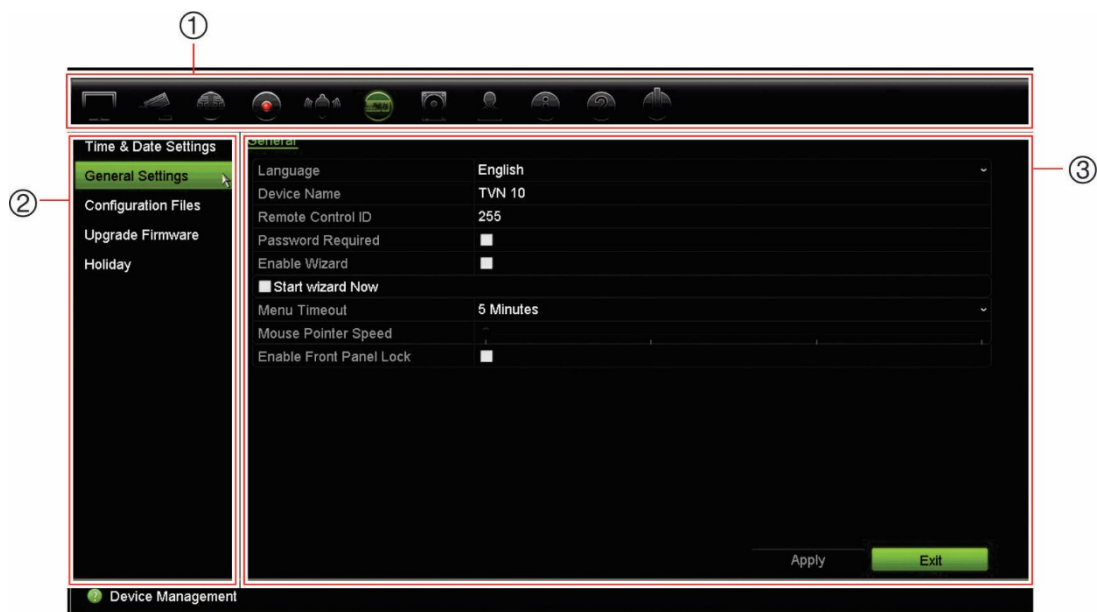 ①
Time & Date Settings
General Settings
Configuration Files
Upgrade Firmware
Holiday
②
General
Language English
Device Name TVN 10
Remote Control ID 255
Password Required
Enable Wizard
Start wizard Now
Menu Timeout 5 Minutes
Mouse Pointer Speed
Enable Front Panel Lock
Apply Exit
③
Device Management